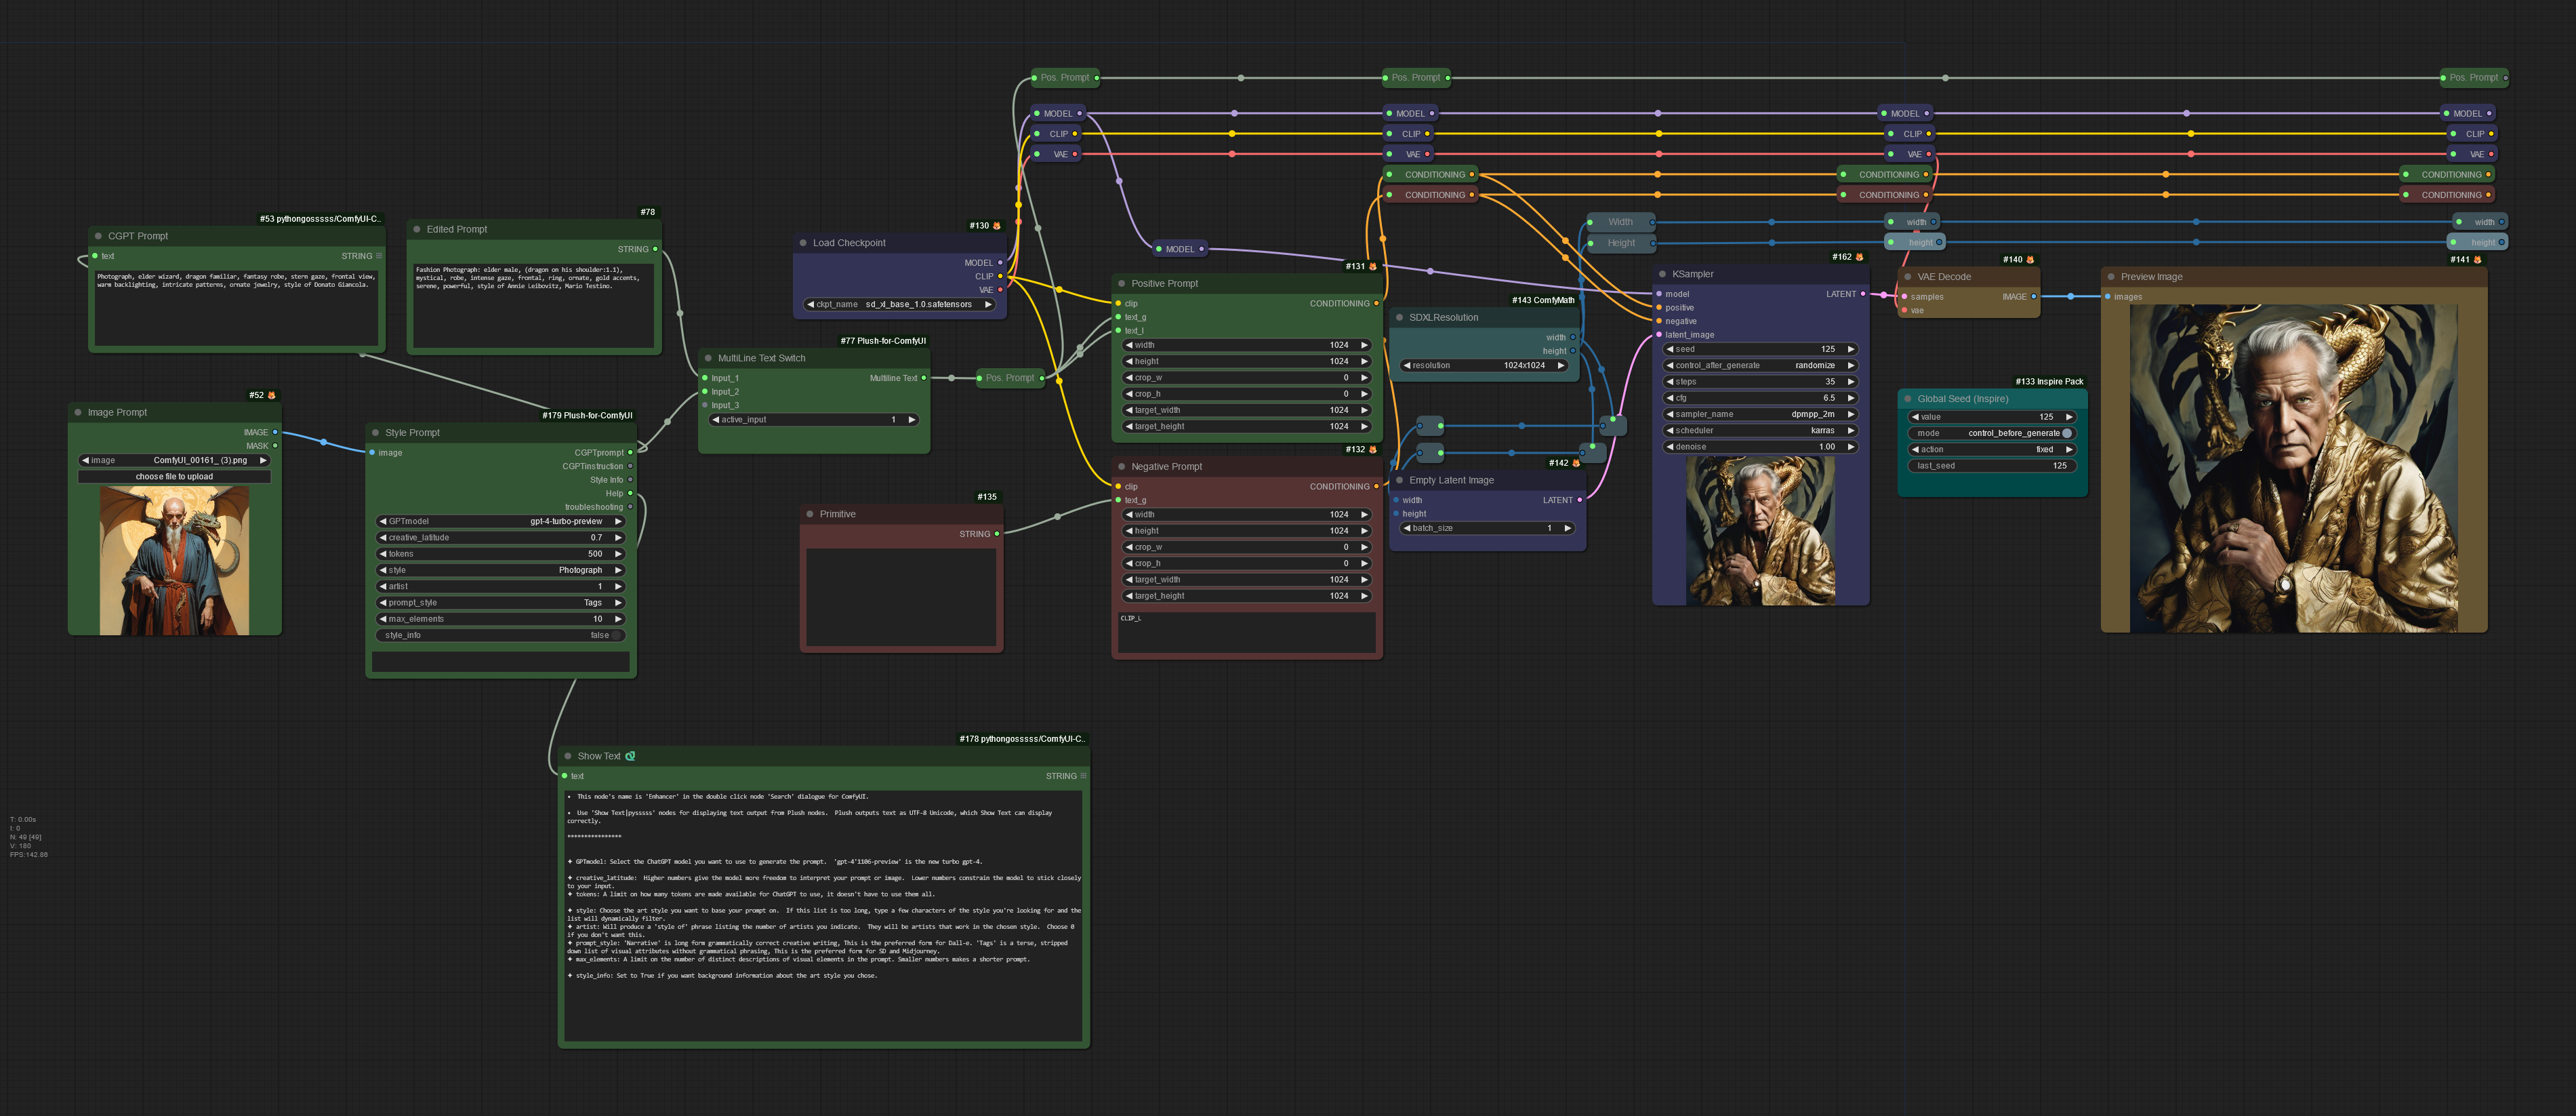 Pos. Prompt
Pos. Prompt
Pos. Prompt
MODEL
MODEL
MODEL
MODEL
CLIP
CLIP
CLIP
CLIP
VAE
VAE
VAE
VAE
CONDITIONING
CONDITIONING
CONDITIONING
CONDITIONING
CONDITIONING
CONDITIONING
Width
width
width
Height
height
height
MODEL
#53 pythongosssss/ComfyUI-C..
CGPT Prompt
text
STRING
Photograph, elder wizard, dragon familiar, fantasy robe, stern gaze, frontal view,
warm backlighting, intricate patterns, ornate jewelry, style of Donato Giancola.
#78
Edited Prompt
STRING
Fashion Photograph: elder male, (dragon on his shoulder:1.1),
mystical, robe, intense gaze, frontal, ring, ornate, gold accents,
serene, powerful, style of Annie Leibovitz, Mario Testino.
#130
Load Checkpoint
MODEL
CLIP
VAE
ckpt_name sd_xl_base_1.0.safetensors
#77 Plush-for-ComfyUI
MultiLine Text Switch
Input_1
Multiline Text
Input_2
Input_3
active_input 1
Pos. Prompt
#52
Image Prompt
IMAGE
MASK
image ComfyUI_00161_ (3).png
choose file to upload
#179 Plush-for-ComfyUI
Style Prompt
image
CGPTprompt
CGPTinstruction
Style Info
Help
troubleshooting
GPTmodel gpt-4-turbo-preview
creative_latitude 0.7
tokens 500
style Photograph
artist 1
prompt_style Tags
max_elements 10
style_info false
#135
Primitive
STRING
#131
Positive Prompt
clip
CONDITIONING
text_g
text_l
width 1024
height 1024
crop_w 0
crop_h 0
target_width 1024
target_height 1024
#132
Negative Prompt
clip
CONDITIONING
text_g
width 1024
height 1024
crop_w 0
crop_h 0
target_width 1024
target_height 1024
CLIP_L
#143 ComfyMath
SDXLResolution
width
height
resolution 1024x1024
#142
Empty Latent Image
width
LATENT
height
batch_size 1
#162
KSampler
model
LATENT
positive
negative
latent_image
seed 125
control_after_generate randomize
steps 35
cfg 6.5
sampler_name dpmpp_2m
scheduler karras
denoise 1.00
#140
VAE Decode
samples
IMAGE
vae
#133 Inspire Pack
Global Seed (Inspire)
value 125
mode control_before_generate
action fixed
last_seed 125
#141
Preview Image
images
#178 pythongosssss/ComfyUI-C..
Show Text
text
STRING
• This node's name is 'Enhancer' in the double click node 'Search' dialogue for ComfyUI.
• Use 'Show Text|pysssss' nodes for displaying text output from Plush nodes. Plush outputs text as UTF-8 Unicode, which Show Text can display
correctly.
****************
✦ GPTmodel: Select the ChatGPT model you want to use to generate the prompt. 'gpt-4'1106-preview' is the new turbo gpt-4.
✦ creative_latitude: Higher numbers give the model more freedom to interpret your prompt or image. Lower numbers constrain the model to stick closely
to your input.
✦ tokens: A limit on how many tokens are made available for ChatGPT to use, it doesn't have to use them all.
✦ style: Choose the art style you want to base your prompt on. If this list is too long, type a few characters of the style you're looking for and the
list will dynamically filter.
✦ artist: Will produce a 'style of' phrase listing the number of artists you indicate. They will be artists that work in the chosen style. Choose 0
if you don't want this.
✦ prompt_style: 'Narrative' is long form grammatically correct creative writing, This is the preferred form for Dall-e. 'Tags' is a terse, stripped
down list of visual attributes without grammatical phrasing, This is the preferred form for SD and Midjourney.
✦ max_elements: A limit on the number of distinct descriptions of visual elements in the prompt. Smaller numbers makes a shorter prompt.
✦ style_info: Set to True if you want background information about the art style you chose.
T: 0.00s
I: 0
N: 49 [49]
V: 180
FPS:142.86